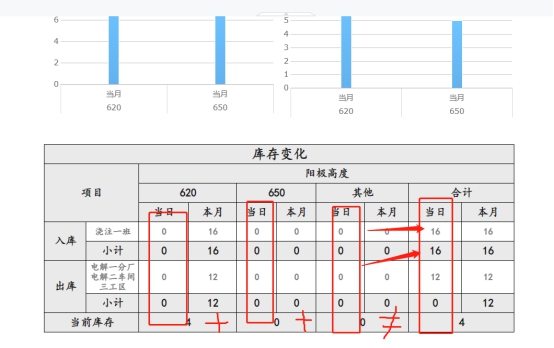 6
4
2
0
当月
620
当月
650
5
4
3
2
1
0
当月
620
当月
650
库存变化
项目 阳极高度
620 650 其他 合计
当日 本月 当日 本月 当日 本月 当日 本月
入库 浇注一班 0 16 0 0 0 0 16 16
小计 0 16 0 0 0 0 16 16
出库 电解一分厂
电解二车间
三工区 0 12 0 0 0 0 12 12
小计 0 12 0 0 0 0 0 12
当前库存 4 + 0 + 0 ≠ 4